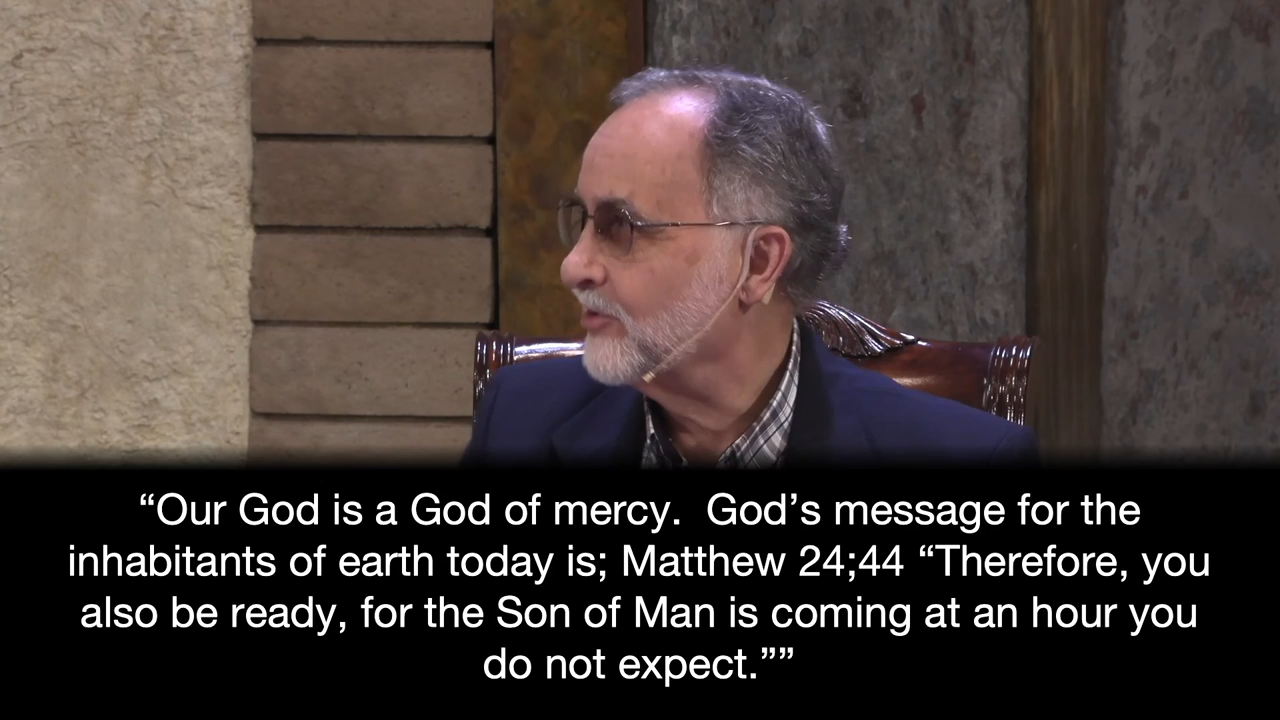 “Our God is a God of mercy.  God’s message for the
inhabitants of earth today is; Matthew 24;44 “Therefore, you
also be ready, for the Son of Man is coming at an hour you
do not expect.””